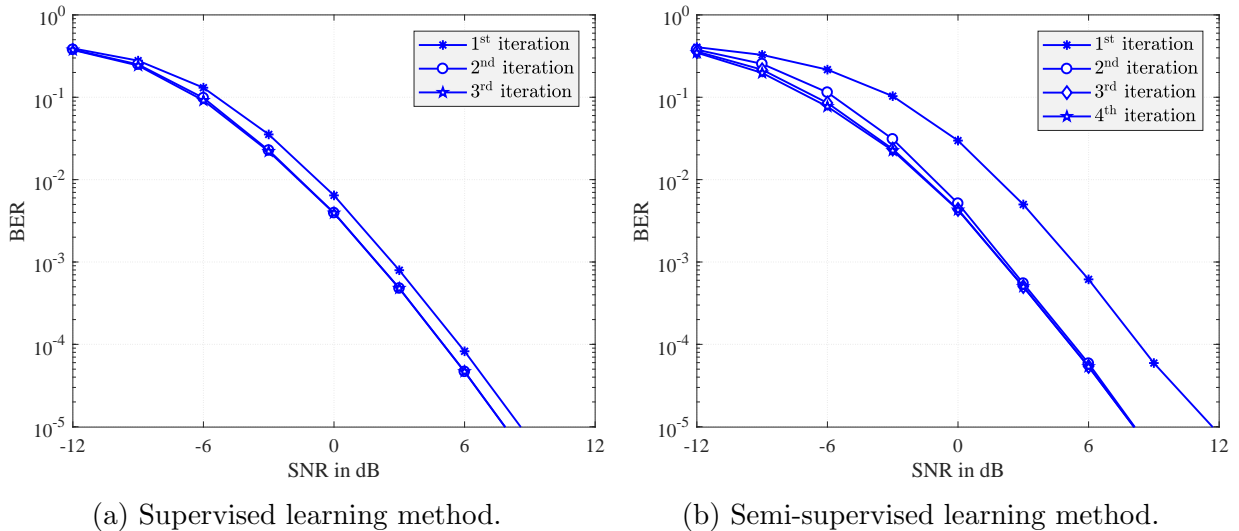 10^0
10^-1
10^-2
10^-3
10^-4
10^-5
BER
-12
-6
0
6
12
SNR in dB
1st iteration
2nd iteration
3rd iteration
(a) Supervised learning method.
10^0
10^-1
10^-2
10^-3
10^-4
10^-5
BER
-12
-6
0
6
12
SNR in dB
1st iteration
2nd iteration
3rd iteration
4th iteration
(b) Semi-supervised learning method.